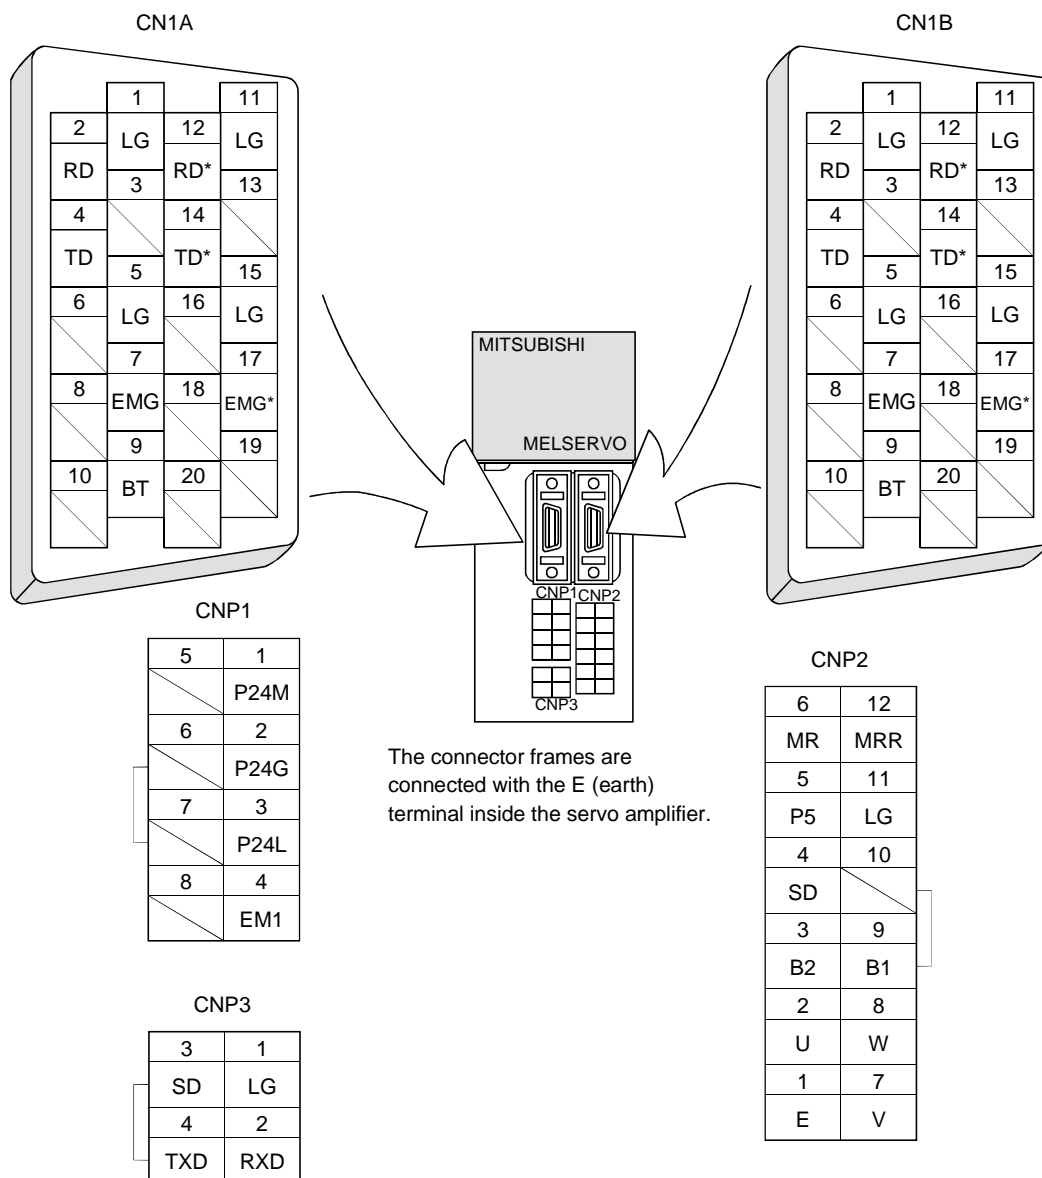 CN1A
1 11
2 12
LG LG
RD RD*
3 13
4 14
TD TD*
5 15
6 16
LG LG
7 17
8 18
EMG EMG*
9 19
10 20
BT
CN1B
1 11
2 12
LG LG
RD RD*
3 13
4 14
TD TD*
5 15
6 16
LG LG
7 17
8 18
EMG EMG*
9 19
10 20
BT
MITSUBISHI
MELSERVO
CNP1 CNP2
CNP3
The connector frames are
connected with the E (earth)
terminal inside the servo amplifier.
CNP1
5 1
P24M
6 2
P24G
7 3
P24L
8 4
EM1
CNP2
6 12
MR MRR
5 11
P5 LG
4 10
SD
3 9
B2 B1
2 8
U W
1 7
E V
CNP3
3 1
SD LG
4 2
TXD RXD